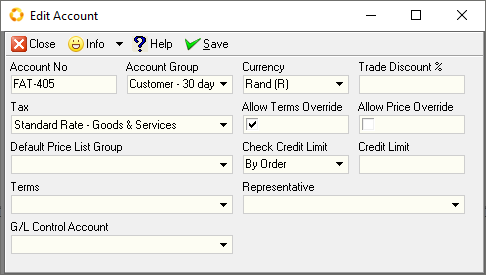 Edit Account
Close Info Help Save
Account No Account Group Currency Trade Discount %
FAT-405 Customer - 30 day Rand (R)
Tax Allow Terms Override Allow Price Override
Standard Rate - Goods & Services
Default Price List Group Check Credit Limit Credit Limit
By Order
Terms Representative
G/L Control Account